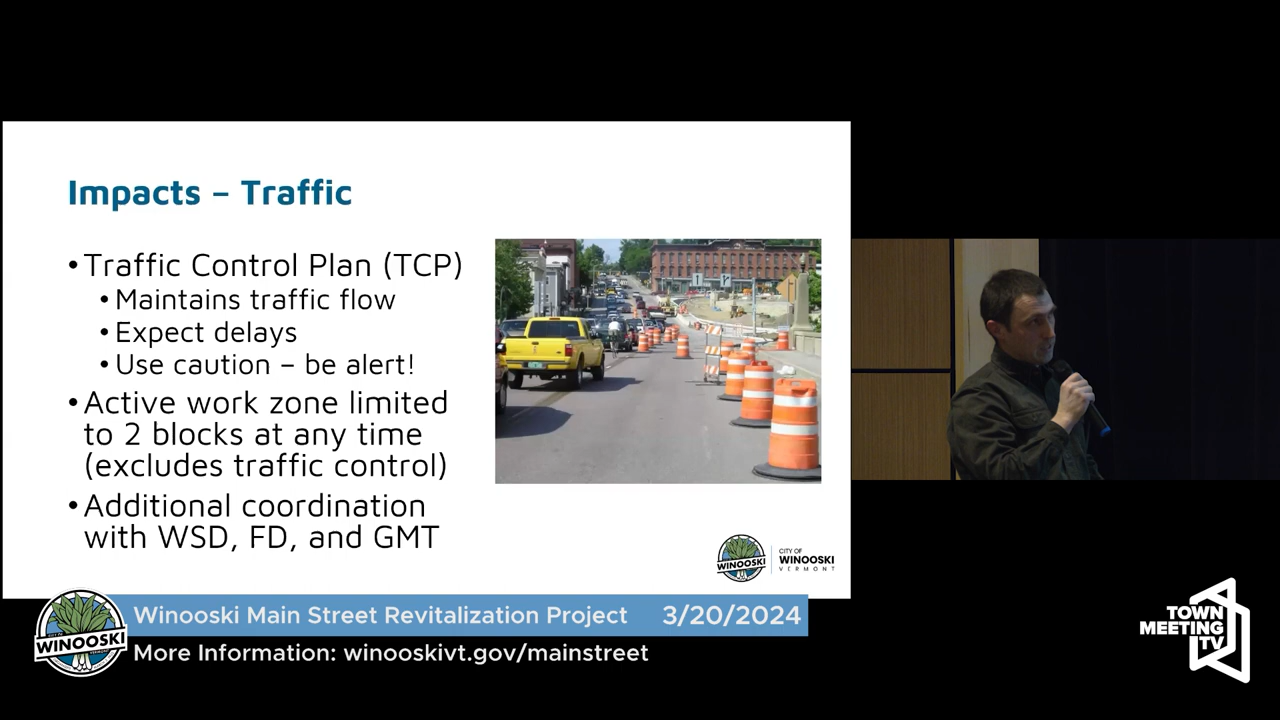 Impacts – Traffic
•Traffic Control Plan (TCP)
•Maintains traffic flow
•Expect delays
•Use caution – be alert!
•Active work zone limited
to 2 blocks at any time
(excludes traffic control)
•Additional coordination
with WSD, FD, and GMT
WINOOSKI
CITY OF
WINOOSKI
VERMONT
WINOOSKI
Winooski Main Street Revitalization Project 3/20/2024
More Information: winooskivt.gov/mainstreet
TOWN
MEETING
TV